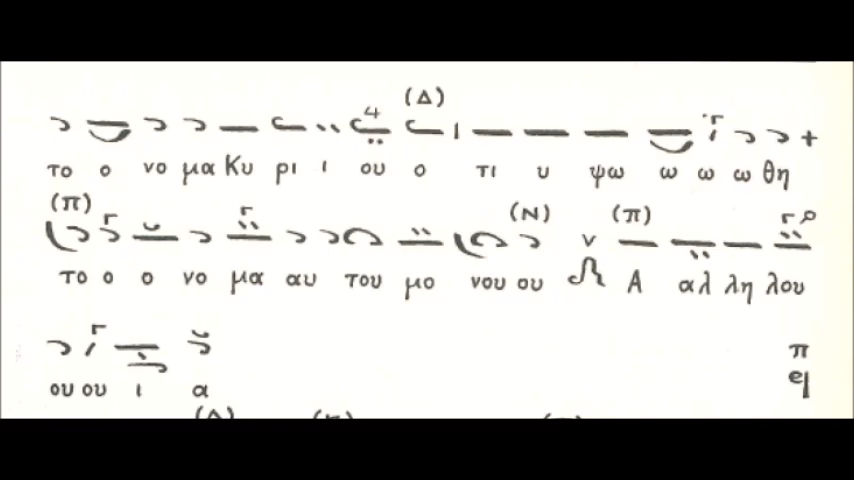 (Δ)
το ο νο μα Κυ ρι ι ου ο τι υ ψω ω ω ω θη
(π) (Ν) (π)
το ο ο νο μα αυ του μο νου ου Α αλ λη λου
ου ου ι α
π